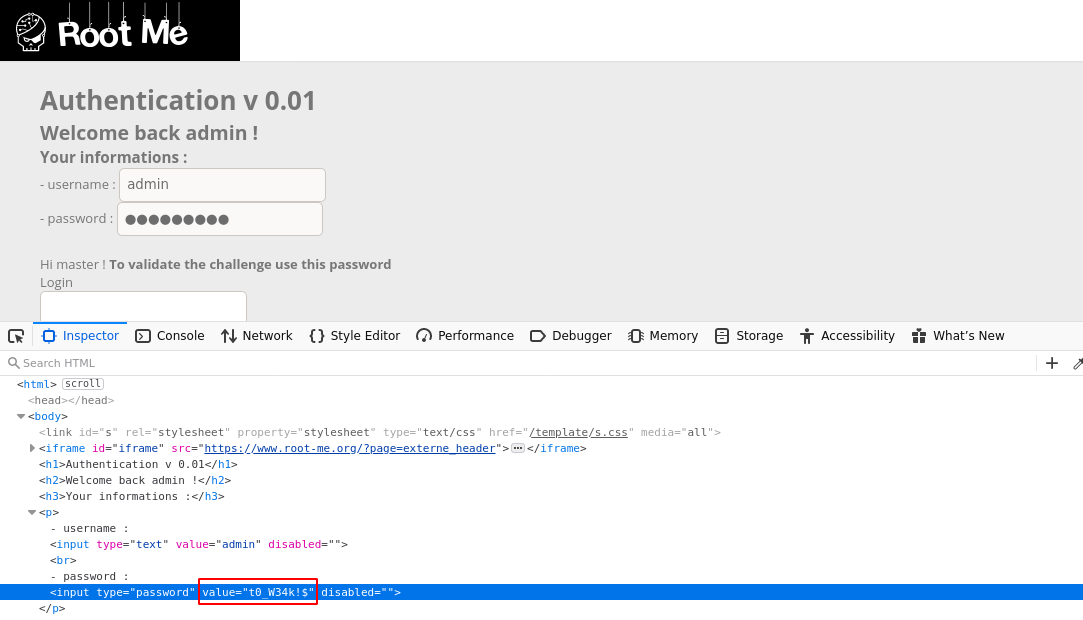 Root Me
Authentication v 0.01
Welcome back admin !
Your informations :
- username : admin
- password : ●●●●●●●●●
Hi master ! To validate the challenge use this password
Login
Inspector Console Network Style Editor Performance Debugger Memory Storage Accessibility What's New
Search HTML
<html> scroll
<head></head>
<body>
<link id="s" rel="stylesheet" property="stylesheet" type="text/css" href="/template/s.css" media="all">
<iframe id="iframe" src="https://www.root-me.org/?page=externe_header">⋯</iframe>
<h1>Authentication v 0.01</h1>
<h2>Welcome back admin !</h2>
<h3>Your informations :</h3>
<p>
- username :
<input type="text" value="admin" disabled="">
<br>
- password :
<input type="password" value="t0_W34k!$" disabled="">
</p>